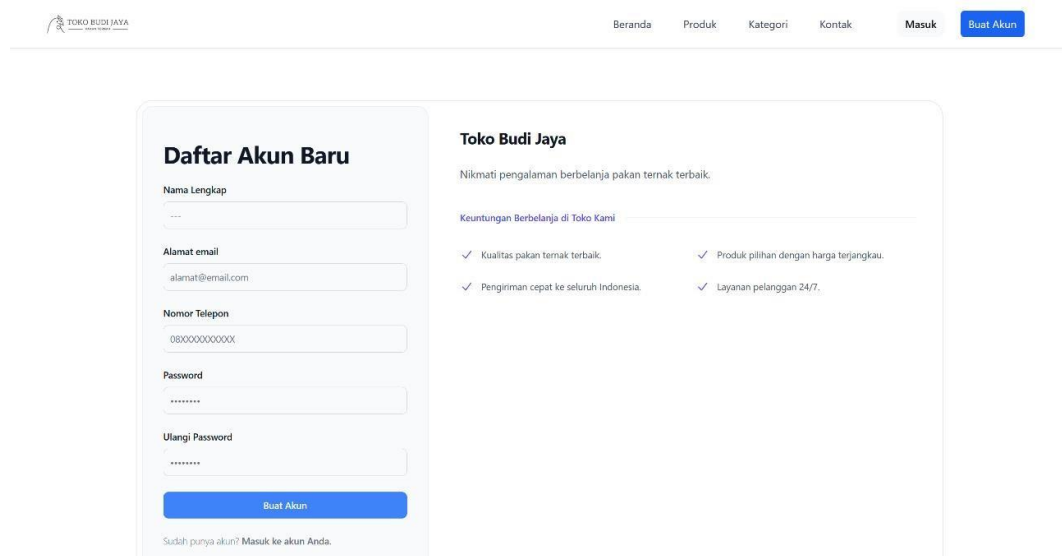 TOKO BUDI JAYA
Beranda Produk Kategori Kontak Masuk Buat Akun
Daftar Akun Baru
Nama Lengkap
---
Alamat email
alamat@email.com
Nomor Telepon
08XXXXXXXXXX
Password
••••••••
Ulangi Password
••••••••
Buat Akun
Sudah punya akun? Masuk ke akun Anda.
Toko Budi Jaya
Nikmati pengalaman berbelanja pakan ternak terbaik.
Keuntungan Berbelanja di Toko Kami
Kualitas pakan ternak terbaik.
Produk pilihan dengan harga terjangkau.
Pengiriman cepat ke seluruh Indonesia.
Layanan pelanggan 24/7.